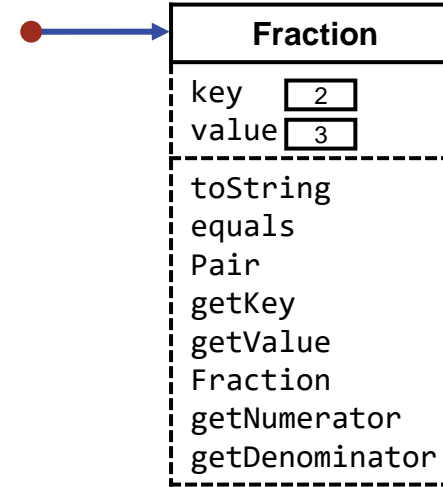 Fraction
key 2
value 3
toString
equals
Pair
getKey
getValue
Fraction
getNumerator
getDenominator